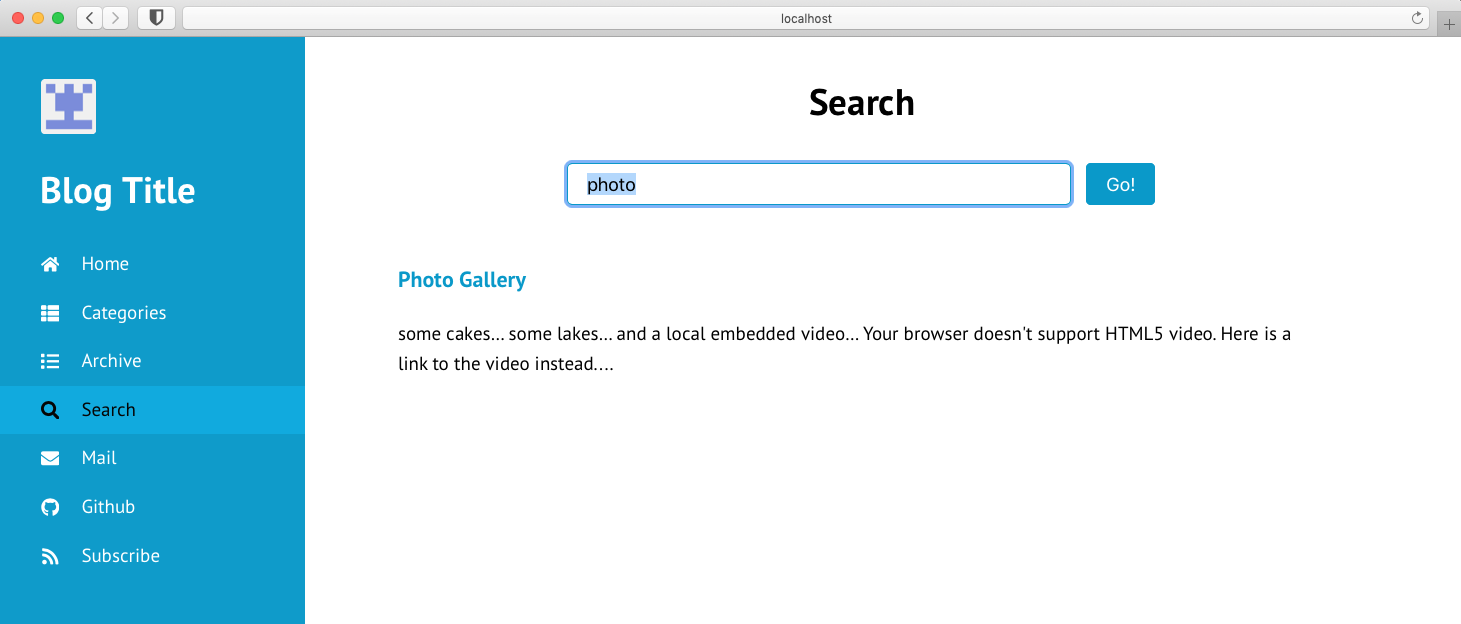 localhost
Blog Title
Home
Categories
Archive
Search
Mail
Github
Subscribe
Search
photo
Go!
Photo Gallery
some cakes... some lakes... and a local embedded video... Your browser doesn't support HTML5 video. Here is a
link to the video instead....